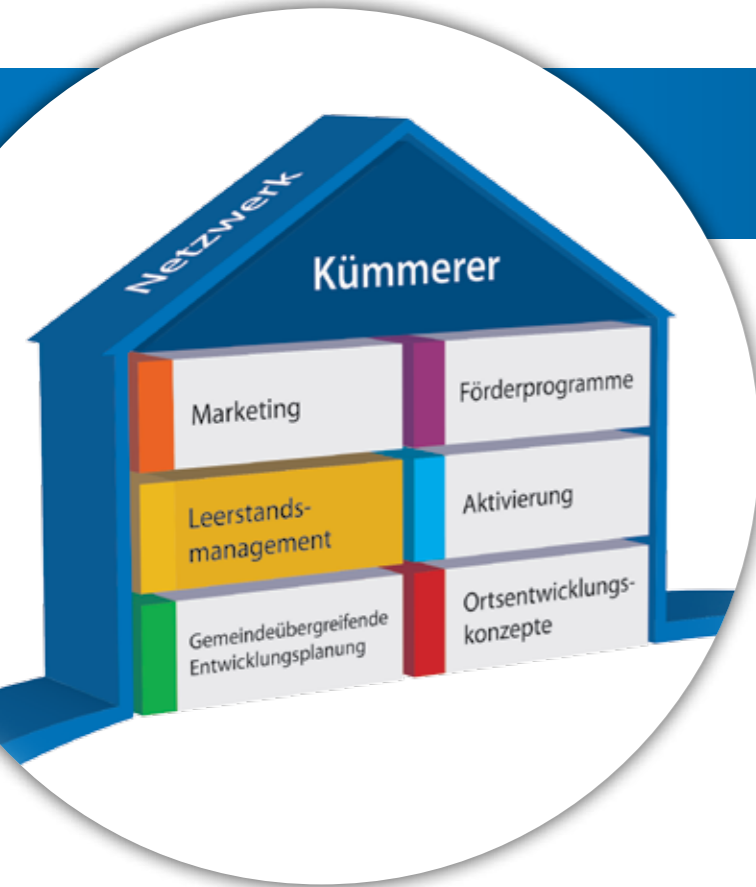 Netzwerk
Kümmerer
Marketing
Förderprogramme
Leerstands-
management
Aktivierung
Gemeindeübergreifende
Entwicklungsplanung
Ortsentwicklungs-
konzepte